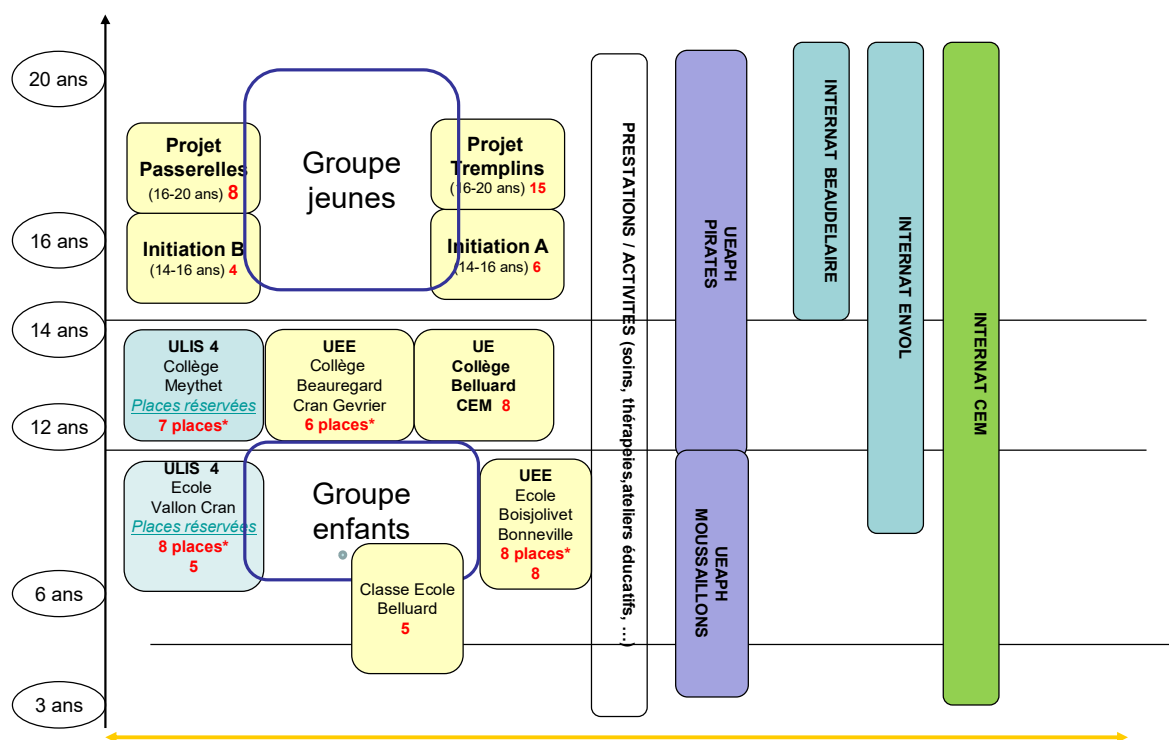 20 ans
16 ans
14 ans
12 ans
6 ans
3 ans
Projet
Passerelles
(16-20 ans) 8
Initiation B
(14-16 ans) 4
Groupe
jeunes
Projet
Tremplins
(16-20 ans) 15
Initiation A
(14-16 ans) 6
ULIS 4
Collège
Meythet
Places réservées
7 places*
UEE
Collège
Beauregard
Cran Gevrier
6 places*
UE
Collège
Belluard
CEM 8
ULIS 4
Ecole
Vallon Cran
Places réservées
8 places*
5
Groupe
enfants
Classe Ecole
Belluard
5
UEE
Ecole
Boisjolivet
Bonneville
8 places*
8
PRESTATIONS / ACTIVITES (soins, thérapeies,ateliers éducatifs, …)
UEAPH
PIRATES
UEAPH
MOUSSAILLONS
INTERNAT BEAUDELAIRE
INTERNAT ENVOL
INTERNAT CEM